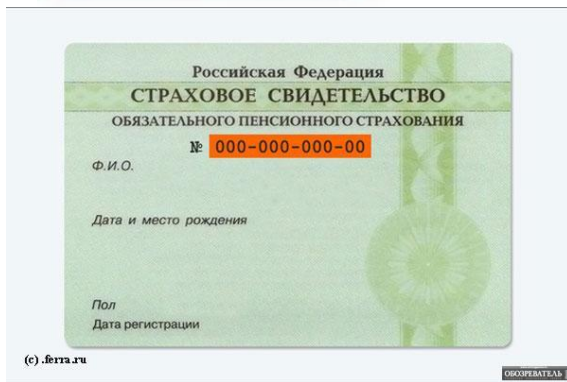 Российская Федерация
СТРАХОВОЕ СВИДЕТЕЛЬСТВО
ОБЯЗАТЕЛЬНОГО ПЕНСИОННОГО СТРАХОВАНИЯ
№ 000-000-000-00
Ф.И.О.
Дата и место рождения
Пол
Дата регистрации
(c) .ferra.ru
ОБОЗРЕВАТЕЛЬ